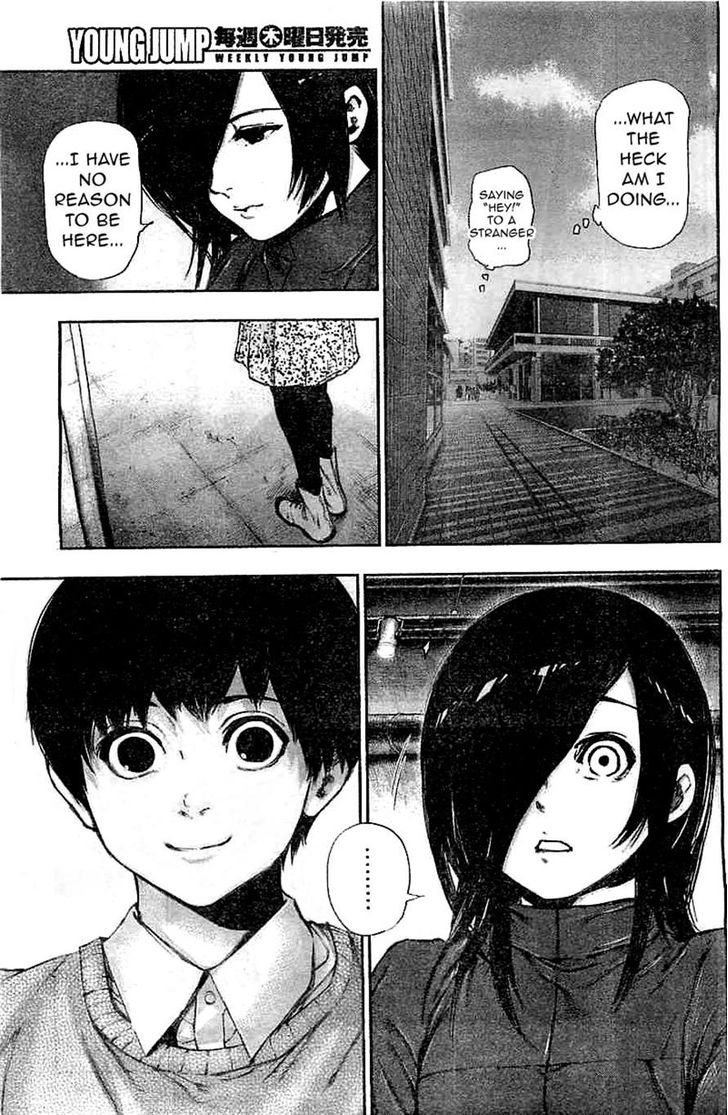 YOUNG JUMP 毎週木曜日発売
WEEKLY YOUNG JUMP
...WHAT
THE
HECK
AM I
DOING...
SAYING
"HEY!"
TO A
STRANGER
...
...I HAVE
NO
REASON
TO BE
HERE...
......